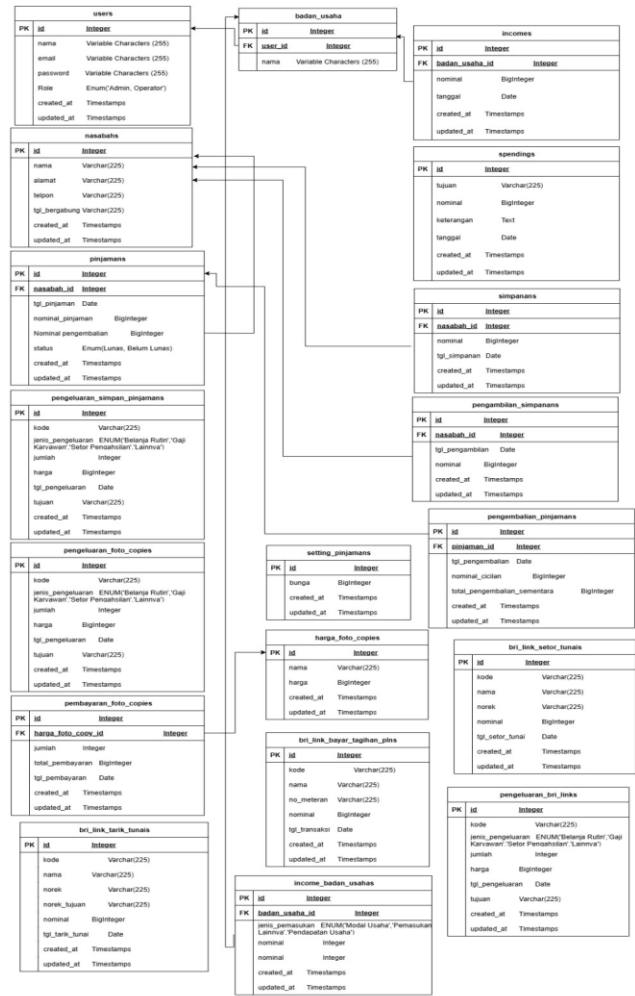 users
PK id Integer
nama Variable Characters (255)
email Variable Characters (255)
password Variable Characters (255)
Role Enum('Admin, Operator')
created_at Timestamps
updated_at Timestamps
badan_usaha
PK id Integer
FK user_id Integer
nama Variable Characters (255)
incomes
PK id Integer
FK badan_usaha_id Integer
nominal BigInteger
tanggal Date
created_at Timestamps
updated_at Timestamps
nasabahs
PK id Integer
nama Varchar(225)
alamat Varchar(225)
telpon Varchar(225)
tgl_bergabung Varchar(225)
created_at Timestamps
updated_at Timestamps
spendings
PK id Integer
tujuan Varchar(225)
nominal BigInteger
keterangan Text
tanggal Date
created_at Timestamps
updated_at Timestamps
pinjamans
PK id Integer
FK nasabah_id Integer
tgl_pinjaman Date
nominal_pinjaman BigInteger
Nominal pengembalian BigInteger
status Enum(Lunas, Belum Lunas)
created_at Timestamps
updated_at Timestamps
simpanans
PK id Integer
FK nasabah_id Integer
nominal BigInteger
tgl_simpanan Date
created_at Timestamps
updated_at Timestamps
pengeluaran_simpan_pinjamans
PK id Integer
kode Varchar(225)
jenis_pengeluaran ENUM('Belanja Rutin','Gaji
Karyawan','Setor Pengahsilan','Lainnya')
jumlah Integer
harga BigInteger
tgl_pengeluaran Date
tujuan Varchar(225)
created_at Timestamps
updated_at Timestamps
pengambilan_simpanans
PK id Integer
FK nasabah_id Integer
tgl_pengambilan Date
nominal BigInteger
created_at Timestamps
updated_at Timestamps
pengembalian_pinjamans
PK id Integer
FK pinjaman_id Integer
tgl_pengembalian Date
nominal_cicilan BigInteger
total_pengembalian_sementara BigInteger
created_at Timestamps
updated_at Timestamps
pengeluaran_foto_copies
PK id Integer
kode Varchar(225)
jenis_pengeluaran ENUM('Belanja Rutin','Gaji
Karyawan','Setor Pengahsilan','Lainnya')
jumlah Integer
harga BigInteger
tgl_pengeluaran Date
tujuan Varchar(225)
created_at Timestamps
updated_at Timestamps
setting_pinjamans
PK id Integer
bunga BigInteger
created_at Timestamps
updated_at Timestamps
harga_foto_copies
PK id Integer
nama Varchar(225)
harga BigInteger
created_at Timestamps
updated_at Timestamps
bri_link_setor_tunais
PK id Integer
kode Varchar(225)
nama Varchar(225)
norek Varchar(225)
nominal BigInteger
tgl_setor_tunai Date
created_at Timestamps
updated_at Timestamps
pembayaran_foto_copies
PK id Integer
FK harga_foto_copy_id Integer
jumlah Integer
total_pembayaran BigInteger
tgl_pembayaran Date
created_at Timestamps
updated_at Timestamps
bri_link_bayar_tagihan_plns
PK id Integer
kode Varchar(225)
nama Varchar(225)
no_meteran Varchar(225)
nominal BigInteger
tgl_transaksi Date
created_at Timestamps
updated_at Timestamps
pengeluaran_bri_links
PK id Integer
kode Varchar(225)
jenis_pengeluaran ENUM('Belanja Rutin','Gaji
Karyawan','Setor Pengahsilan','Lainnya')
jumlah Integer
harga BigInteger
tgl_pengeluaran Date
tujuan Varchar(225)
created_at Timestamps
updated_at Timestamps
bri_link_tarik_tunais
PK id Integer
kode Varchar(225)
nama Varchar(225)
norek Varchar(225)
norek_tujuan Varchar(225)
nominal BigInteger
tgl_tarik_tunai Date
created_at Timestamps
updated_at Timestamps
income_badan_usahas
PK id Integer
FK badan_usaha_id Integer
jenis_pemasukan ENUM('Modal Usaha','Pemasukan
Lainnya','Pendapatan Usaha')
nominal Integer
nominal Integer
created_at Timestamps
updated_at Timestamps